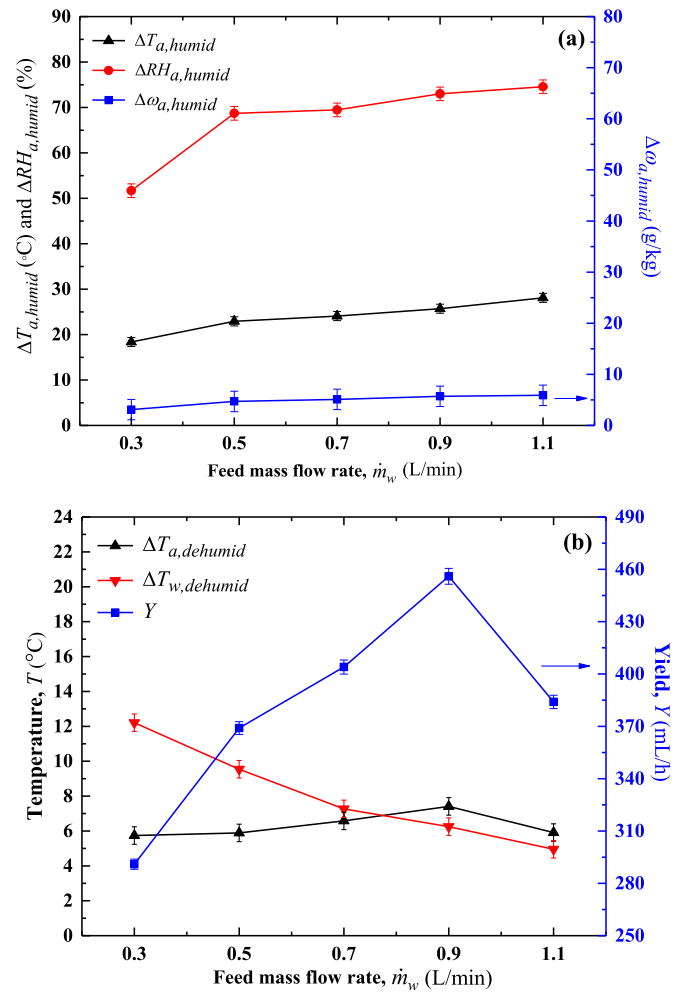 (a)
ΔT_a,humid
ΔRH_a,humid
Δω_a,humid
ΔT_a,humid (°C) and ΔRH_a,humid (%)
90
80
70
60
50
40
30
20
10
0
80
70
60
50
40
30
20
10
0
Δω_a,humid (g/kg)
0.3 0.5 0.7 0.9 1.1
Feed mass flow rate, ṁ_w (L/min)
(b)
ΔT_a,dehumid
ΔT_w,dehumid
Y
Temperature, T (°C)
24
22
20
18
16
14
12
10
8
6
4
2
0
490
460
430
400
370
340
310
280
250
Yield, Y (mL/h)
0.3 0.5 0.7 0.9 1.1
Feed mass flow rate, ṁ_w (L/min)